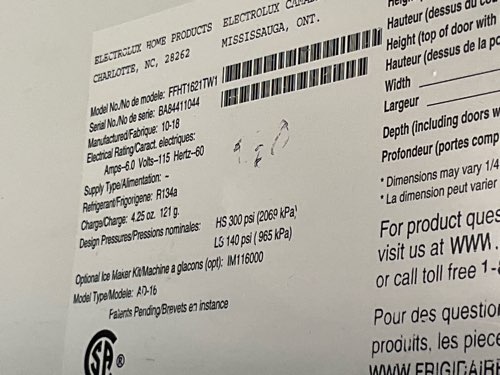 ELECTROLUX HOME PRODUCTS
CHARLOTTE, NC, 28262
ELECTROLUX
MISSISSAUGA, ONT.
Model No./No de modele: FFHT1621TW1
Serial No./No de serie: BA84411044
Manufactured/Fabrique: 10-18
Electrical Rating/Caract. electriques:
Amps-6.0 Volts-115 Hertz-60
Supply Type/Alimentation: -
Refrigerant/Frigorigene: R134a
Charge/Charge: 4.25 oz. 121 g.
Design Pressures/Pressions nominales: HS 300 psi (2069 kPa)
LS 140 psi ( 965 kPa)
Optional Ice Maker Kit/Machine a glacons (opt): IM116000
Model Type/Modele: AD-16
Patents Pending/Brevets en instance
SA ®
Hauteur (dessus du
Height (top of door with
Hauteur (dessus de la
Width
Largeur
Depth (including doors
Profondeur (portes
* Dimensions may vary 1/4
* La dimension peut varier
For product
visit us at WWW.
or call toll free 1-
Pour des
produits, les
WWW.FRIGIDAIRE